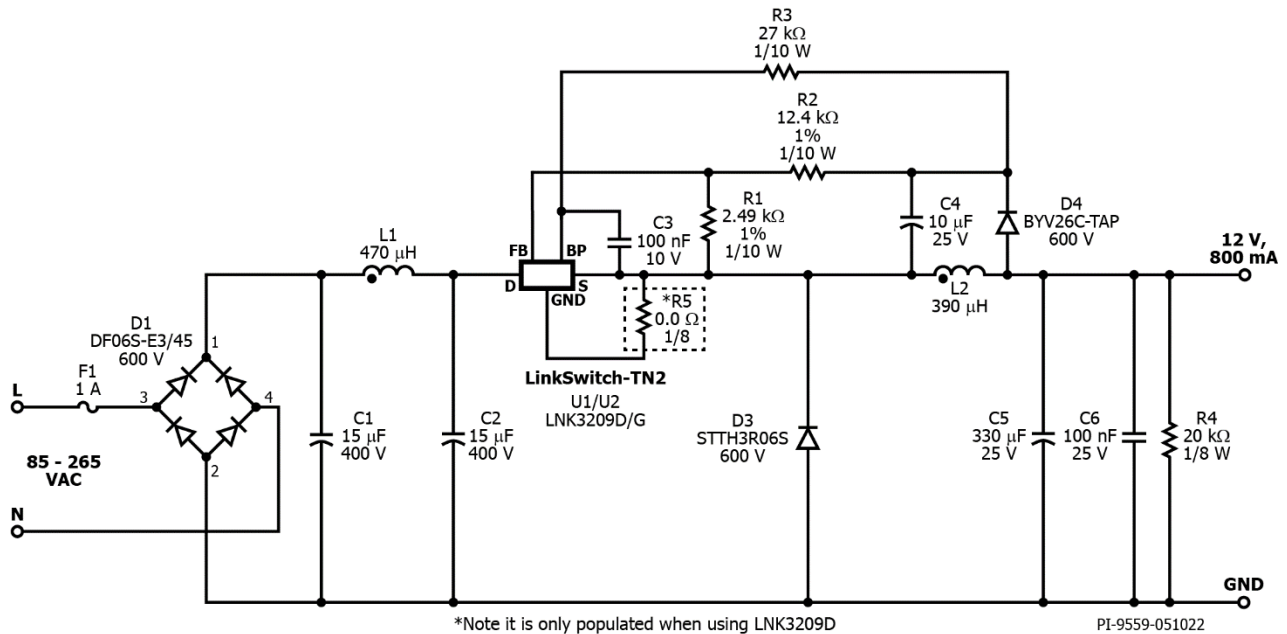 R3
27 kΩ
1/10 W
R2
12.4 kΩ
1%
1/10 W
R1
2.49 kΩ
1%
1/10 W
C4
10 μF
25 V
D4
BYV26C-TAP
600 V
C3
100 nF
10 V
L1
470 μH
FB
BP
D
S
GND
12 V,
800 mA
L2
390 μH
*R5
0.0 Ω
1/8
D1
DF06S-E3/45
600 V
1
LinkSwitch-TN2
U1/U2
LNK3209D/G
F1
1 A
L
3
4
C1
15 μF
400 V
C2
15 μF
400 V
D3
STTH3R06S
600 V
C5
330 μF
25 V
C6
100 nF
25 V
R4
20 kΩ
1/8 W
85 - 265
VAC
2
N
GND
*Note it is only populated when using LNK3209D
PI-9559-051022